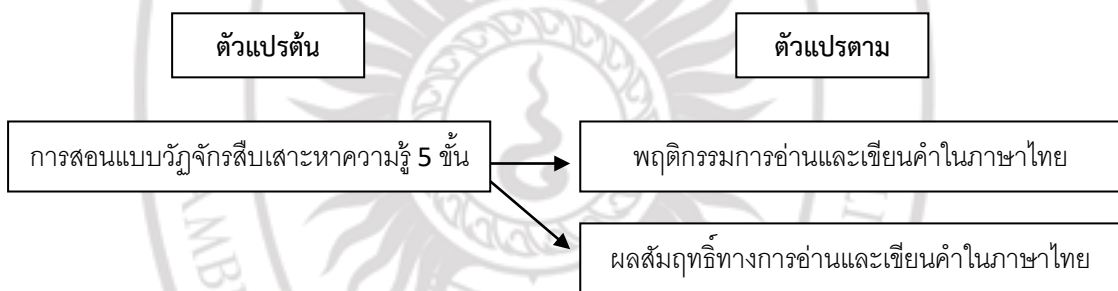 ตัวแปรต้น
ตัวแปรตาม
การสอนแบบวัฏจักรสืบเสาะหาความรู้ 5 ขั้น
พฤติกรรมการอ่านและเขียนคำในภาษาไทย
ผลสัมฤทธิ์ทางการอ่านและเขียนคำในภาษาไทย